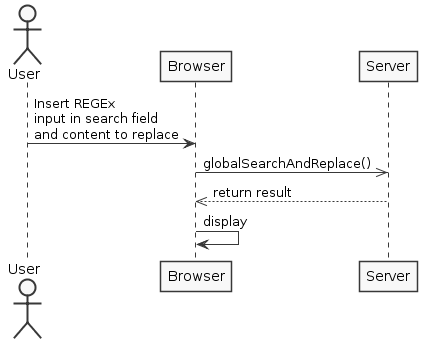 User
Browser
Server
Insert REGEx
input in search field
and content to replace
globalSearchAndReplace()
return result
display
User
Browser
Server